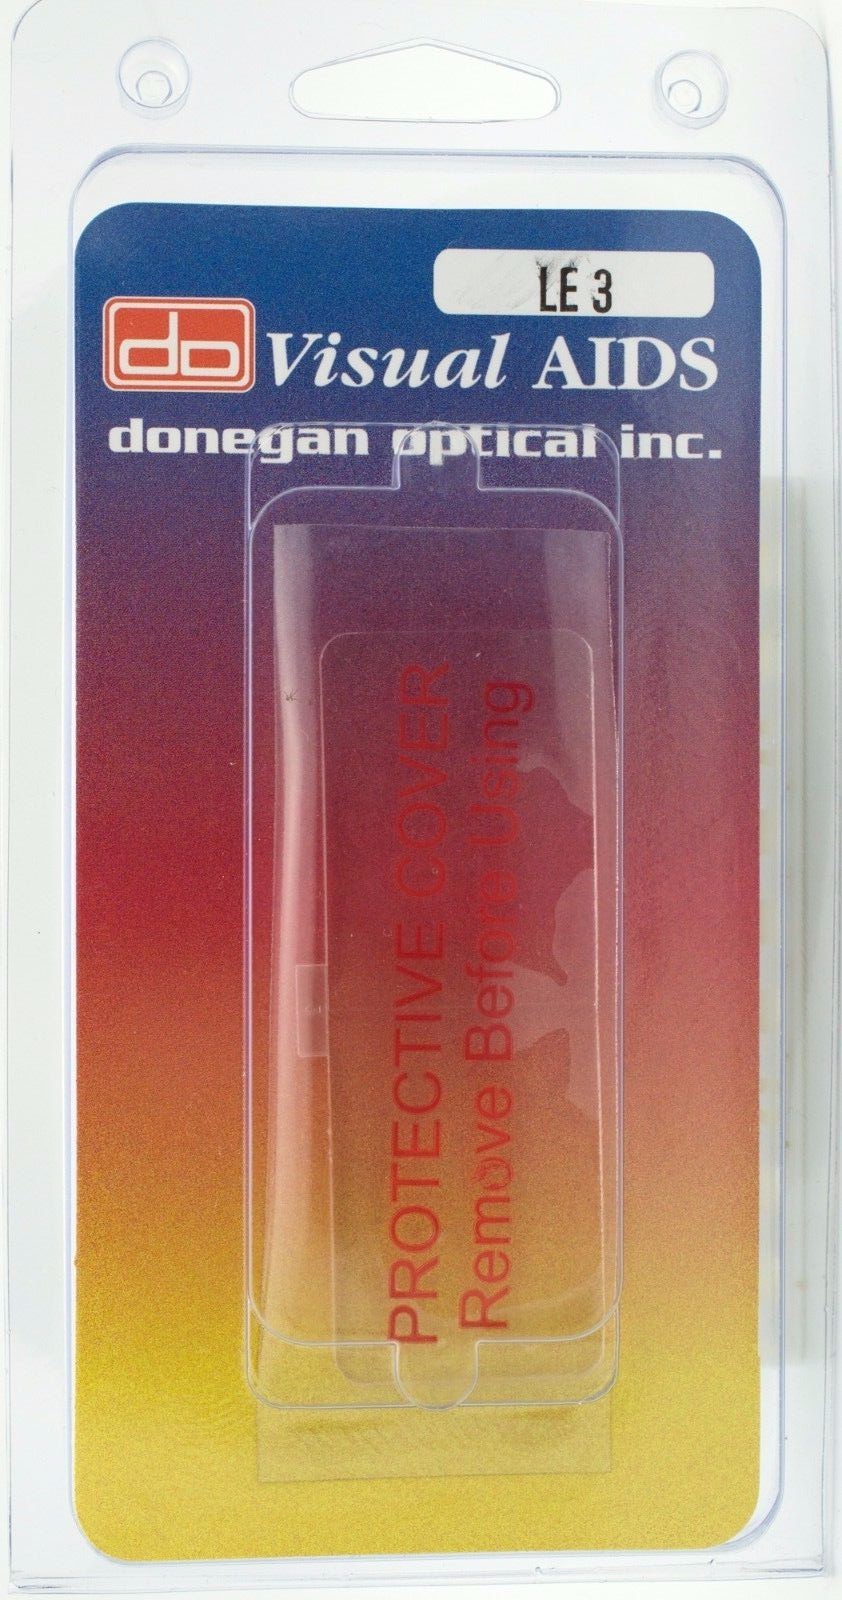 LE 3
do Visual AIDS
donegan optical inc.
PROTECTIVE COVER
Remove Before Using